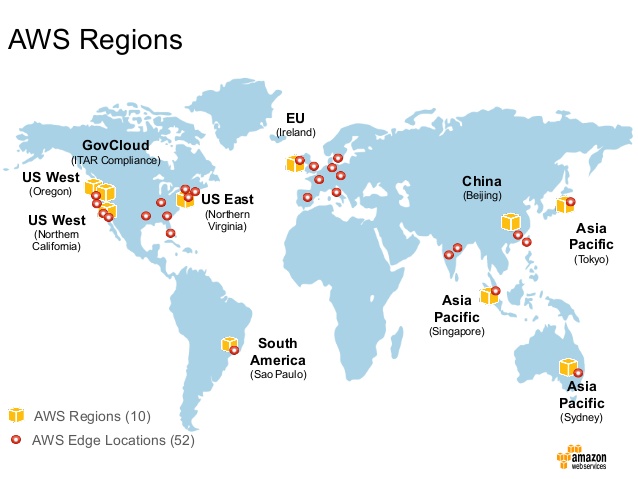 AWS Regions
EU
(Ireland)
GovCloud
(ITAR Compliance)
US West
(Oregon)
US East
(Northern
Virginia)
US West
(Northern
California)
China
(Beijing)
Asia
Pacific
(Tokyo)
Asia
Pacific
(Singapore)
South
America
(Sao Paulo)
Asia
Pacific
(Sydney)
AWS Regions (10)
AWS Edge Locations (52)
amazon
web services